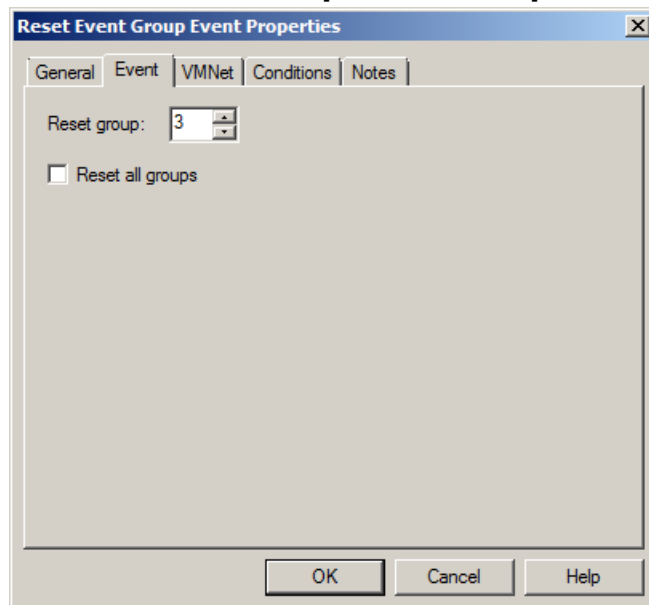 Reset Event Group Event Properties
General Event VMNet Conditions Notes
Reset group: 3
Reset all groups
OK Cancel Help